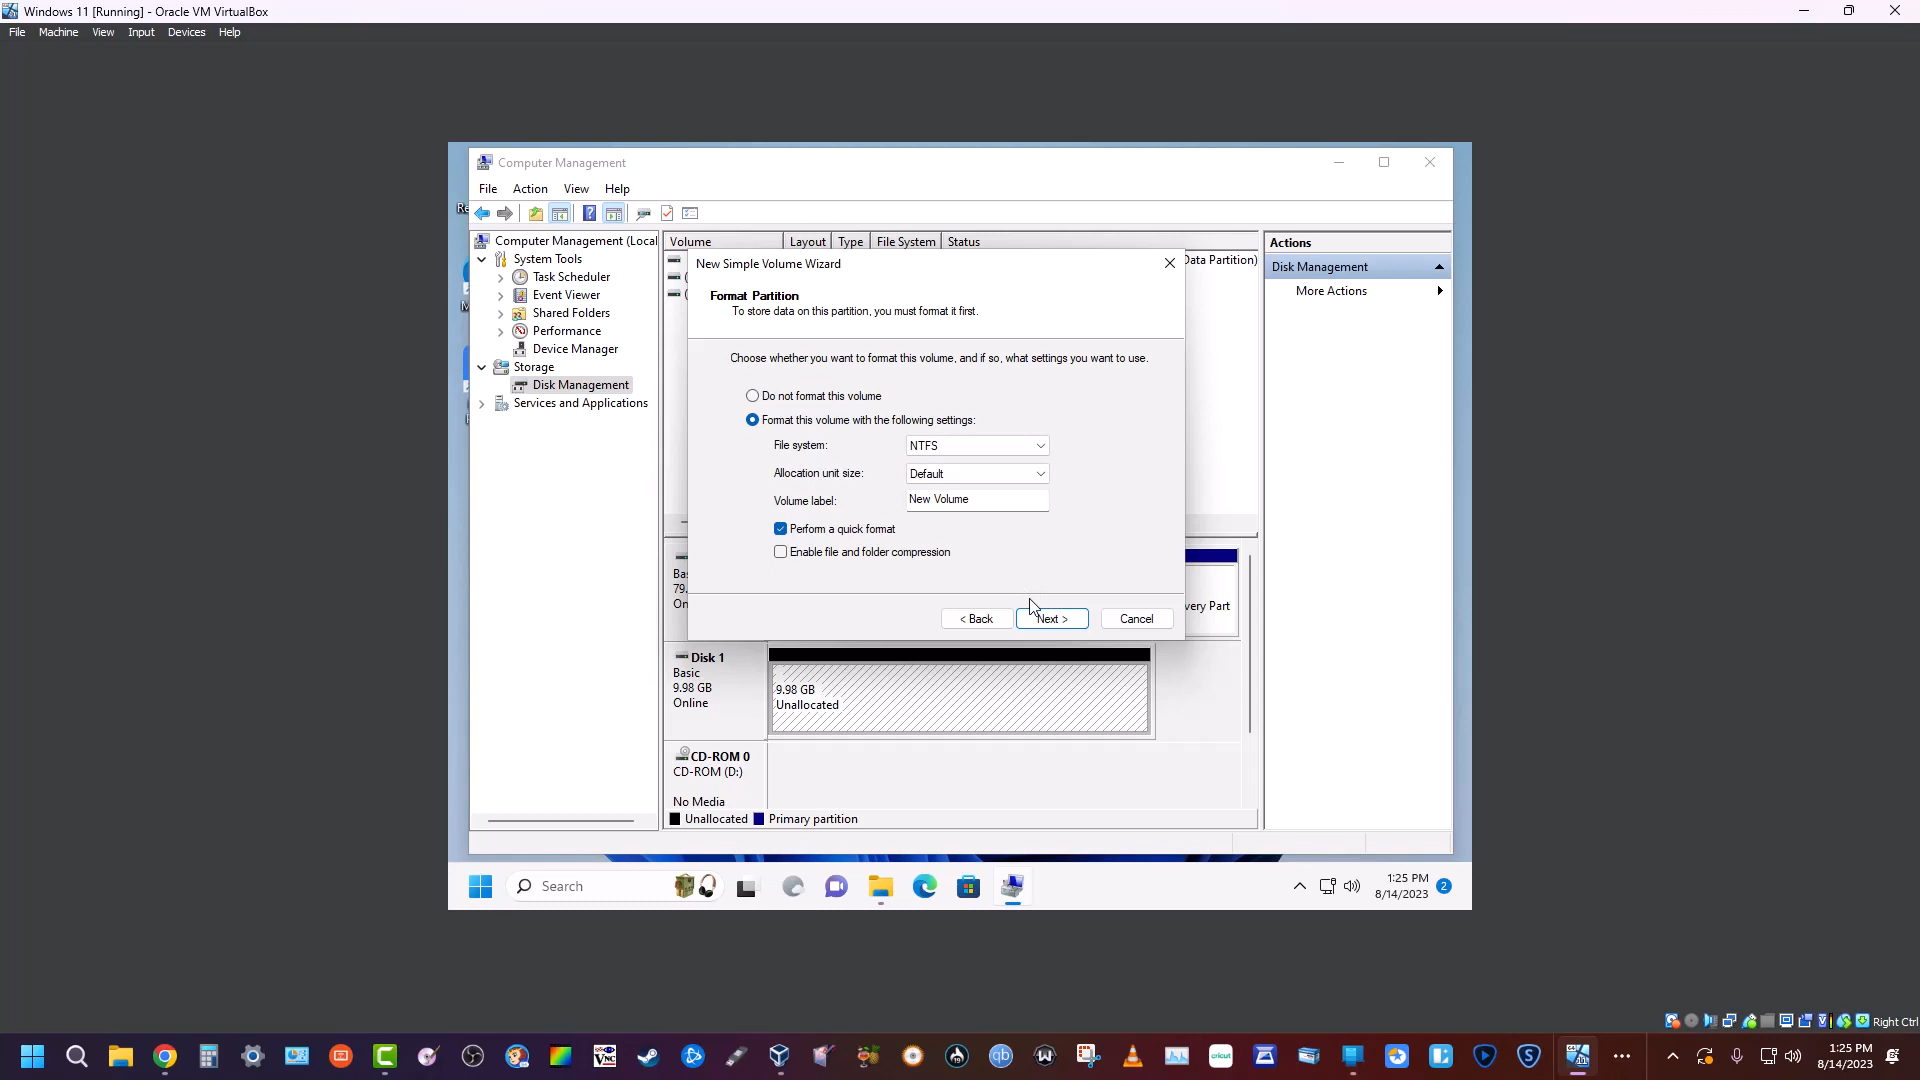 Windows 11 [Running] - Oracle VM VirtualBox
File Machine View Input Devices Help
Computer Management
File Action View Help
Computer Management (Local
System Tools
Task Scheduler
Event Viewer
Shared Folders
Performance
Device Manager
Storage
Disk Management
Services and Applications
Volume Layout Type File System Status
Data Partition)
New Simple Volume Wizard
Format Partition
To store data on this partition, you must format it first.
Choose whether you want to format this volume, and if so, what settings you want to use.
Do not format this volume
Format this volume with the following settings:
File system: NTFS
Allocation unit size: Default
Volume label: New Volume
Perform a quick format
Enable file and folder compression
< Back Next > Cancel
Bas
79.
On
very Part
Disk 1
Basic
9.98 GB
Online
9.98 GB
Unallocated
CD-ROM 0
CD-ROM (D:)
No Media
Unallocated Primary partition
Actions
Disk Management
More Actions
Search
1:25 PM
8/14/2023
2
Right Ctrl
1:25 PM
8/14/2023